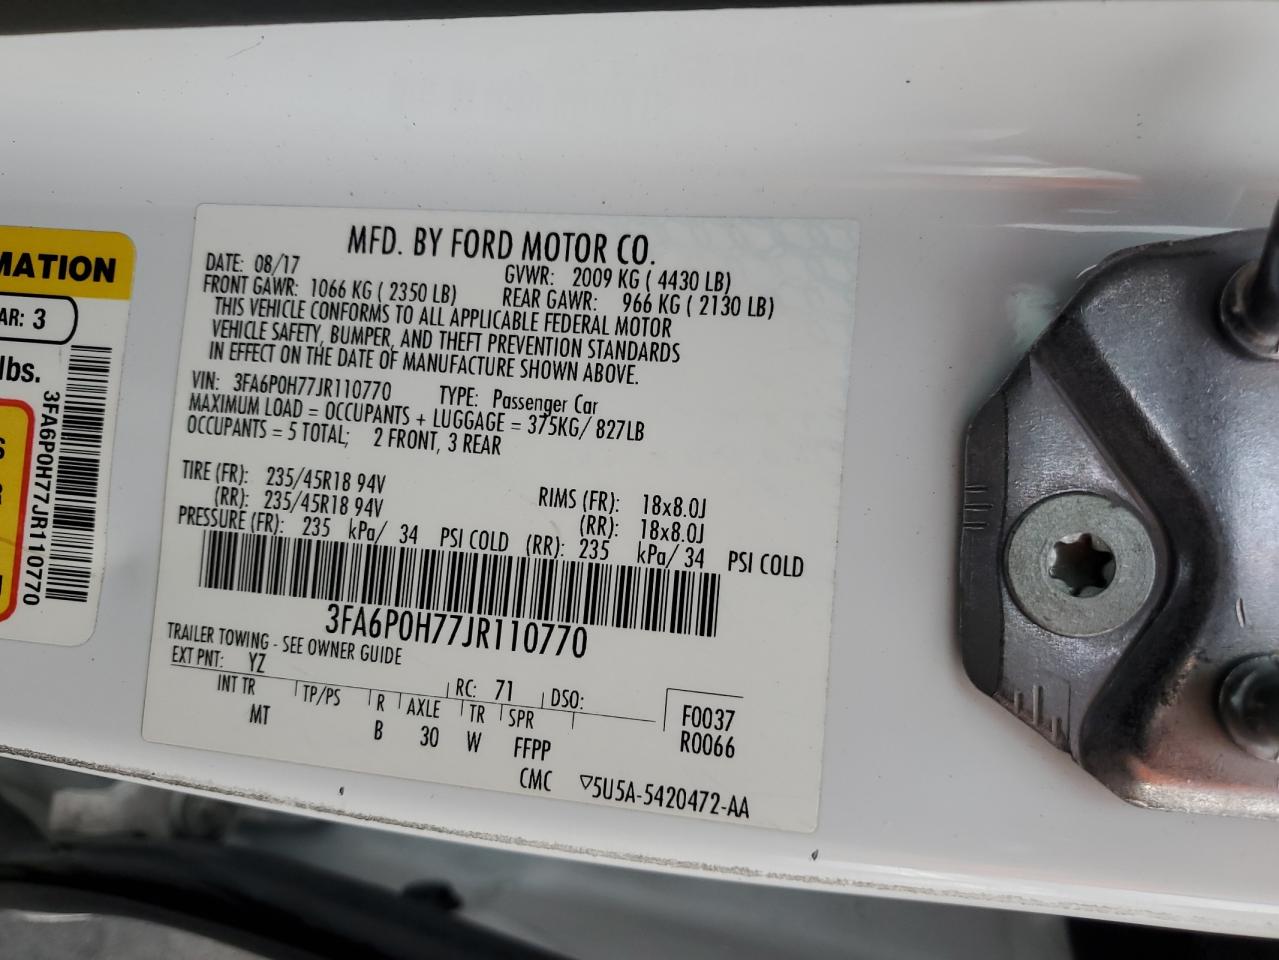 MFD. BY FORD MOTOR CO.
DATE: 08/17 GVWR: 2009 KG ( 4430 LB)
FRONT GAWR: 1066 KG ( 2350 LB) REAR GAWR: 966 KG ( 2130 LB)
THIS VEHICLE CONFORMS TO ALL APPLICABLE FEDERAL MOTOR
VEHICLE SAFETY, BUMPER, AND THEFT PREVENTION STANDARDS
IN EFFECT ON THE DATE OF MANUFACTURE SHOWN ABOVE.
VIN: 3FA6P0H77JR110770 TYPE: Passenger Car
MAXIMUM LOAD = OCCUPANTS + LUGGAGE = 375KG/ 827LB
OCCUPANTS = 5 TOTAL; 2 FRONT, 3 REAR
TIRE (FR): 235/45R18 94V RIMS (FR): 18x8.0J
(RR): 235/45R18 94V (RR): 18x8.0J
PRESSURE (FR): 235 kPa/ 34 PSI COLD (RR): 235 kPa/ 34 PSI COLD
3FA6P0H77JR110770
TRAILER TOWING - SEE OWNER GUIDE
EXT PNT: YZ RC: 71 DSO:
INT TR TP/PS R AXLE TR SPR F0037
MT B 30 W FFPP R0066
CMC ▽5U5A-5420472-AA
MATION
AR: 3
lbs.
3FA6P0H77JR110770